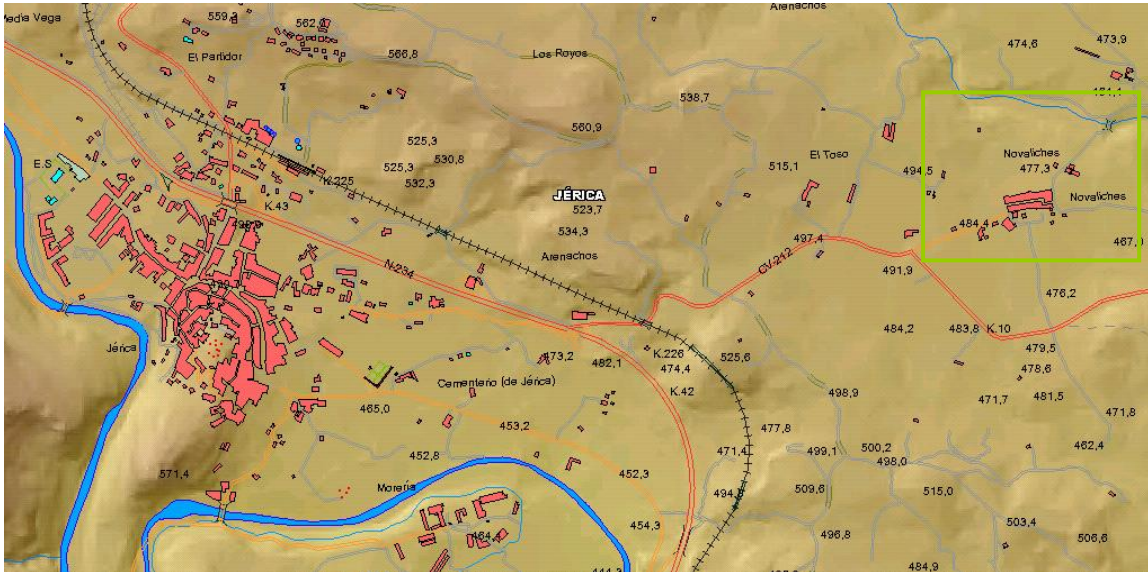 Media Vega
559,3
562,0
Arenachos
El Partidor
566,8
Los Royos
474,6
473,9
538,7
560,9
525,3
530,8
525,3
532,3
El Toso
515,1
494,5
Novaliches
477,3
Novaliches
E.S
K.225
K.43
JÉRICA
523,7
534,3
484,4
497,4
Arenachos
N-234
CV-212
491,9
476,2
484,2
483,8
K.10
479,5
Jérica
473,2
482,1
K.226
474,4
525,6
K.42
478,6
Cementerio (de Jérica)
465,0
498,9
471,7
481,5
471,8
453,2
477,8
452,8
471,4
499,1
500,2
498,0
462,4
571,4
452,3
Morería
509,6
515,0
454,3
503,4
496,8
506,6
484,9